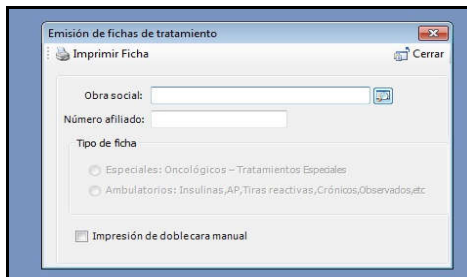 Emisión de fichas de tratamiento
Imprimir Ficha Cerrar
Obra social:
Número afiliado:
Tipo de ficha
Especiales: Oncológicos – Tratamientos Especiales
Ambulatorios: Insulinas,AP,Tiras reactivas,Crónicos,Observados,etc
Impresión de doble cara manual